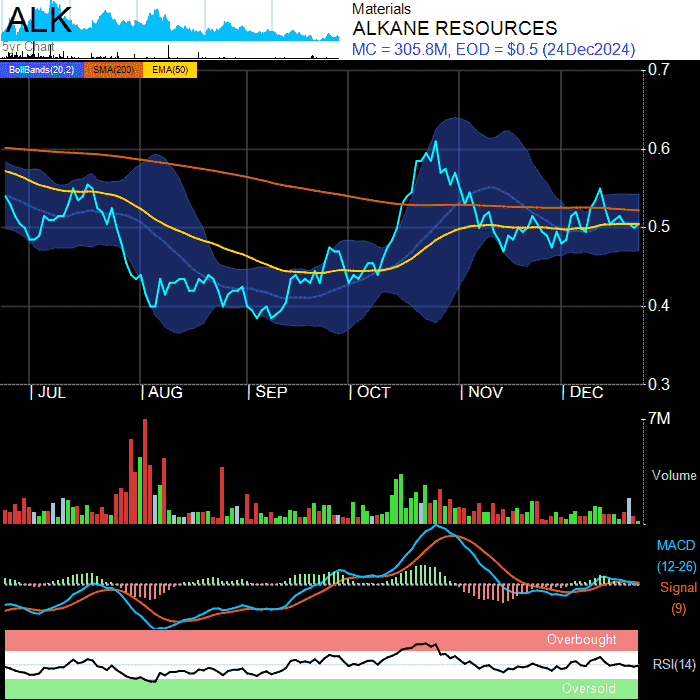 ALK
5yr Chart
Materials
ALKANE RESOURCES
MC = 305.8M, EOD = $0.5 (24Dec2024)
BollBands(20,2) SMA(200) EMA(50)
0.7
0.6
0.5
0.4
0.3
JUL AUG SEP OCT NOV DEC
7M
Volume
MACD
(12-26)
Signal
(9)
Overbought
RSI(14)
Oversold